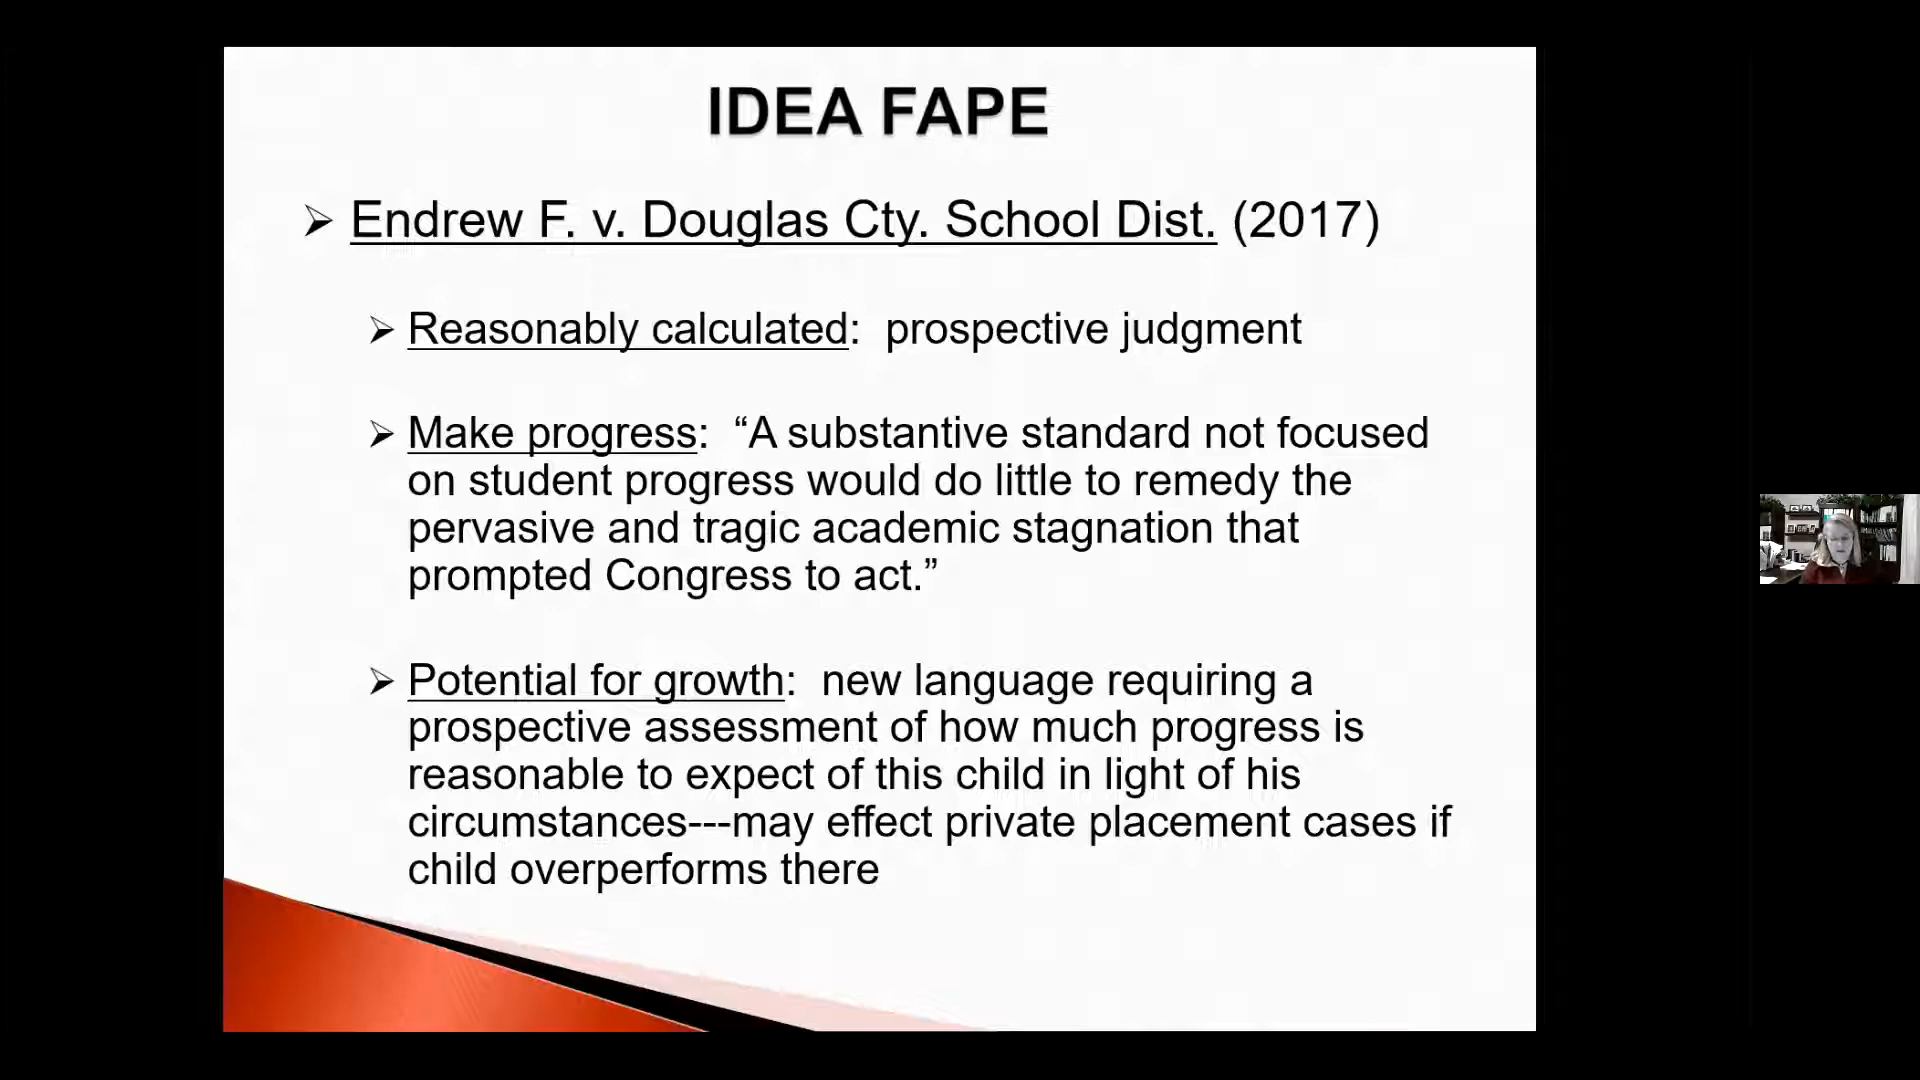 IDEA FAPE
➢ Endrew F. v. Douglas Cty. School Dist. (2017)
➢ Reasonably calculated:  prospective judgment
➢ Make progress:  “A substantive standard not focused
on student progress would do little to remedy the
pervasive and tragic academic stagnation that
prompted Congress to act.”
➢ Potential for growth:  new language requiring a
prospective assessment of how much progress is
reasonable to expect of this child in light of his
circumstances---may effect private placement cases if
child overperforms there